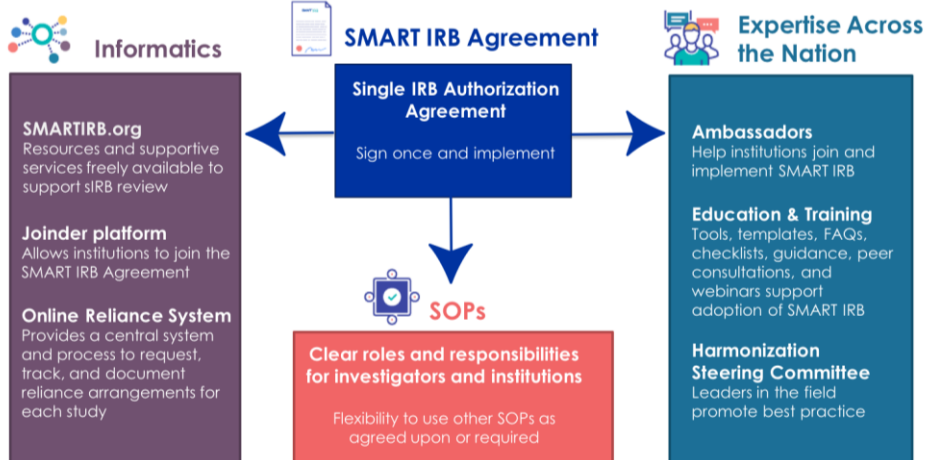 Informatics
SMARTIRB.org
Resources and supportive
services freely available to
support sIRB review
Joinder platform
Allows institutions to join the
SMART IRB Agreement
Online Reliance System
Provides a central system
and process to request,
track, and document
reliance arrangements for
each study
SMART IRB Agreement
Single IRB Authorization
Agreement
Sign once and implement
SOPs
Clear roles and responsibilities
for investigators and institutions
Flexibility to use other SOPs as
agreed upon or required
Expertise Across
the Nation
Ambassadors
Help institutions join and
implement SMART IRB
Education & Training
Tools, templates, FAQs,
checklists, guidance, peer
consultations, and
webinars support
adoption of SMART IRB
Harmonization
Steering Committee
Leaders in the field
promote best practice